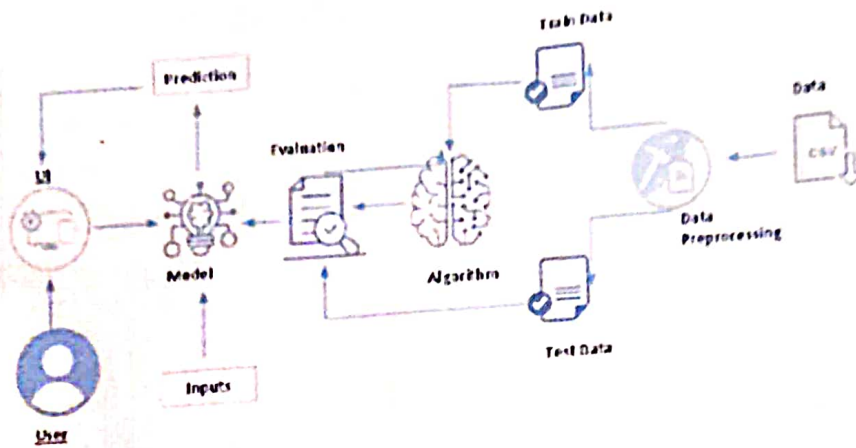 Train Data
Prediction
Data
Evaluation
UI
CSV
Data
Preprocessing
Model
Algorithm
Test Data
Inputs
User